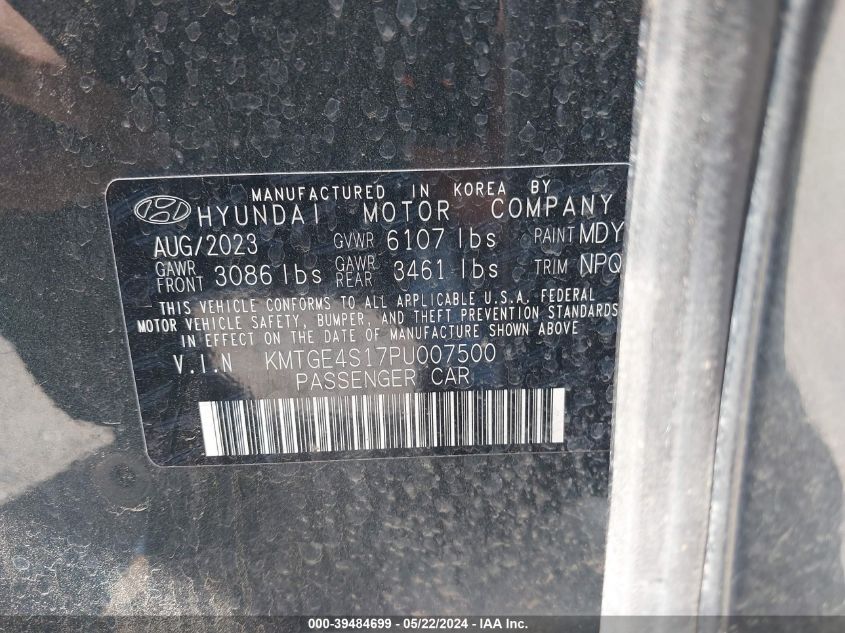 MANUFACTURED IN KOREA BY
HYUNDAI MOTOR COMPANY
AUG/2023 GVWR 6107 lbs PAINT MDY
GAWR FRONT 3086 lbs GAWR REAR 3461 lbs TRIM NPQ
THIS VEHICLE CONFORMS TO ALL APPLICABLE U.S.A. FEDERAL
MOTOR VEHICLE SAFETY, BUMPER, AND THEFT PREVENTION STANDARDS
IN EFFECT ON THE DATE OF MANUFACTURE SHOWN ABOVE
V.I.N KMTGE4S17PU007500
PASSENGER CAR
000-39484699 - 05/22/2024 - IAA Inc.